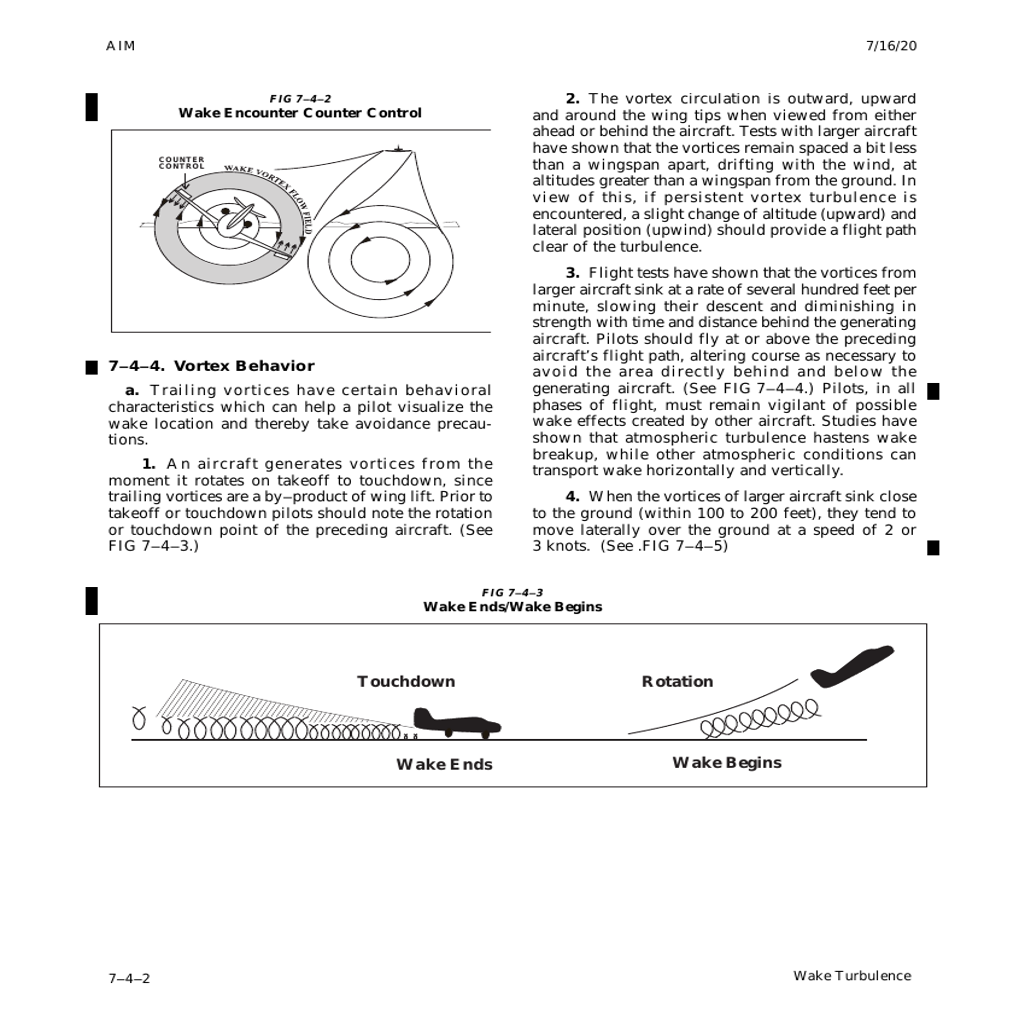 AIM
7/16/20
FIG 7–4–2
Wake Encounter Counter Control
COUNTER
CONTROL
WAKE VORTEX FLOW FIELD
7–4–4. Vortex Behavior
a. Trailing vortices have certain behavioral
characteristics which can help a pilot visualize the
wake location and thereby take avoidance precau-
tions.
1. An aircraft generates vortices from the
moment it rotates on takeoff to touchdown, since
trailing vortices are a by–product of wing lift. Prior to
takeoff or touchdown pilots should note the rotation
or touchdown point of the preceding aircraft. (See
FIG 7–4–3.)
2. The vortex circulation is outward, upward
and around the wing tips when viewed from either
ahead or behind the aircraft. Tests with larger aircraft
have shown that the vortices remain spaced a bit less
than a wingspan apart, drifting with the wind, at
altitudes greater than a wingspan from the ground. In
view of this, if persistent vortex turbulence is
encountered, a slight change of altitude (upward) and
lateral position (upwind) should provide a flight path
clear of the turbulence.
3. Flight tests have shown that the vortices from
larger aircraft sink at a rate of several hundred feet per
minute, slowing their descent and diminishing in
strength with time and distance behind the generating
aircraft. Pilots should fly at or above the preceding
aircraft's flight path, altering course as necessary to
avoid the area directly behind and below the
generating aircraft. (See FIG 7–4–4.) Pilots, in all
phases of flight, must remain vigilant of possible
wake effects created by other aircraft. Studies have
shown that atmospheric turbulence hastens wake
breakup, while other atmospheric conditions can
transport wake horizontally and vertically.
4. When the vortices of larger aircraft sink close
to the ground (within 100 to 200 feet), they tend to
move laterally over the ground at a speed of 2 or
3 knots. (See .FIG 7–4–5)
FIG 7–4–3
Wake Ends/Wake Begins
Touchdown
Rotation
Wake Ends
Wake Begins
7–4–2
Wake Turbulence